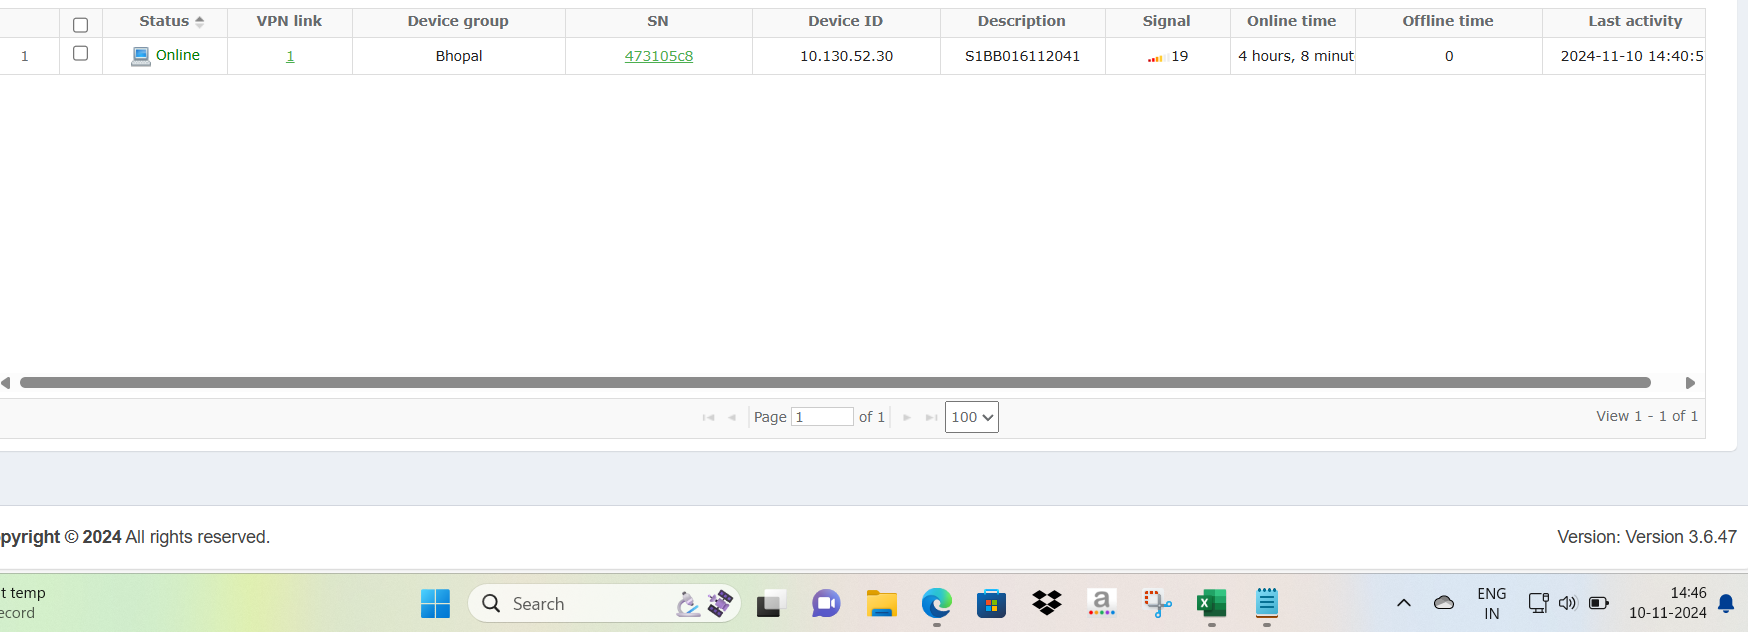 Status VPN link Device group SN Device ID Description Signal Online time Offline time Last activity
1 Online 1 Bhopal 473105c8 10.130.52.30 S1BB016112041 19 4 hours, 8 minut 0 2024-11-10 14:40:5
Page 1 of 1 100 View 1 - 1 of 1
pyright © 2024 All rights reserved. Version: Version 3.6.47
t temp
ecord
Search
a
ENG
IN
14:46
10-11-2024